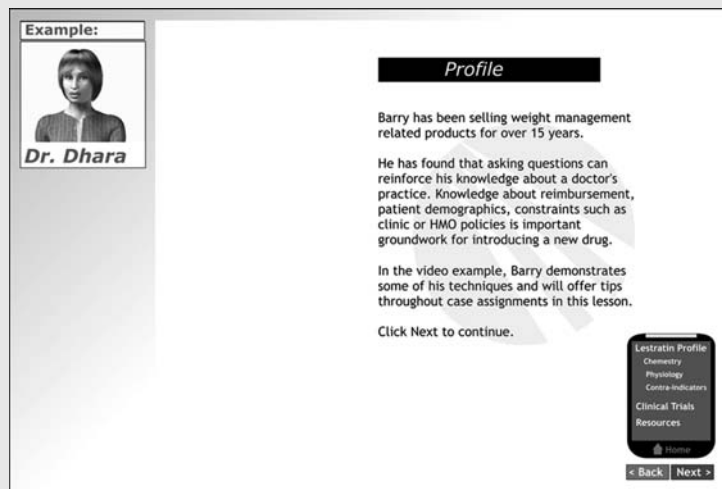 Example:
Dr. Dhara
Profile
Barry has been selling weight management
related products for over 15 years.
He has found that asking questions can
reinforce his knowledge about a doctor's
practice. Knowledge about reimbursement,
patient demographics, constraints such as
clinic or HMO policies is important
groundwork for introducing a new drug.
In the video example, Barry demonstrates
some of his techniques and will offer tips
throughout case assignments in this lesson.
Click Next to continue.
Lestratin Profile
Chemestry
Physiology
Contra-Indicators
Clinical Trials
Resources
Home
< Back Next >